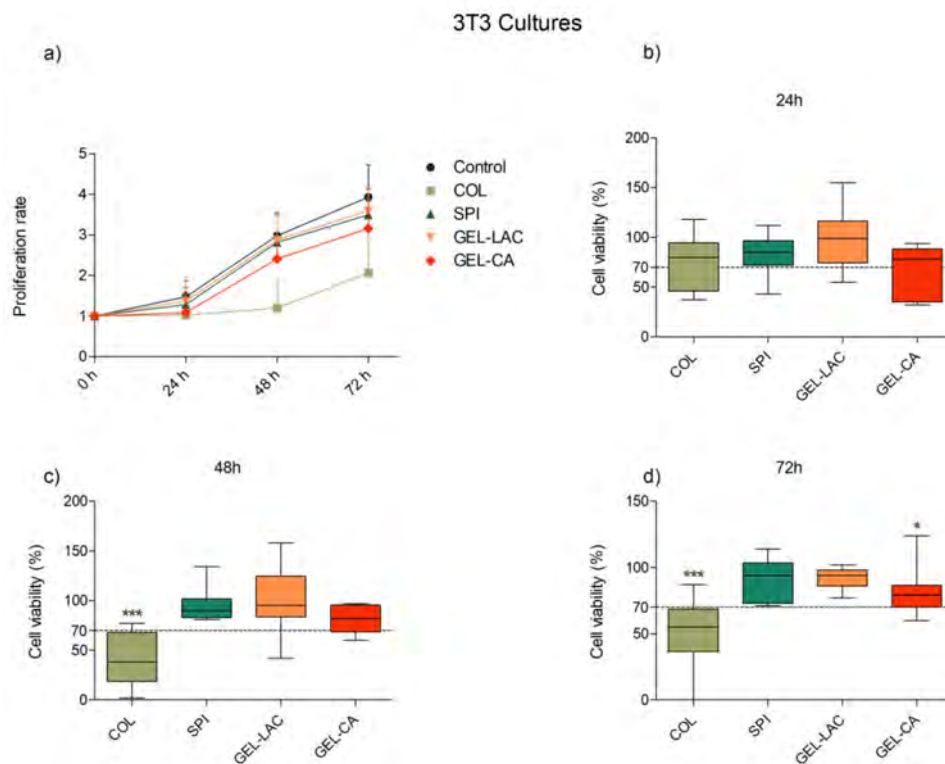 3T3 Cultures
a)
Proliferation rate
5
4
3
2
1
0
0 h
24 h
48 h
72 h
Control
COL
SPI
GEL-LAC
GEL-CA
b)
24h
Cell viability (%)
200
150
100
70
50
0
COL
SPI
GEL-LAC
GEL-CA
c)
48h
Cell viability (%)
200
150
100
70
50
0
***
COL
SPI
GEL-LAC
GEL-CA
d)
72h
Cell viability (%)
150
100
70
50
0
***
*
COL
SPI
GEL-LAC
GEL-CA